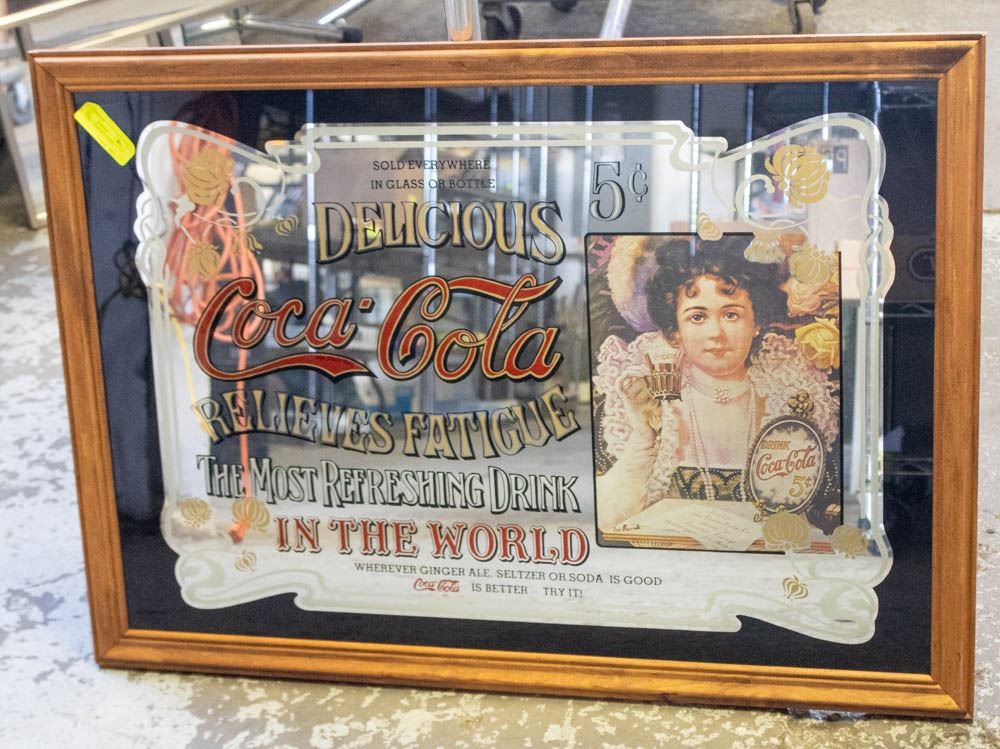 SOLD EVERYWHERE
IN GLASS OR BOTTLE
5¢
DELICIOUS
Coca-Cola
RELIEVES FATIGUE
THE MOST REFRESHING DRINK
IN THE WORLD
WHEREVER GINGER ALE. SELTZER OR SODA IS GOOD
Coca-Cola IS BETTER TRY IT!
DRINK
Coca-Cola
5¢